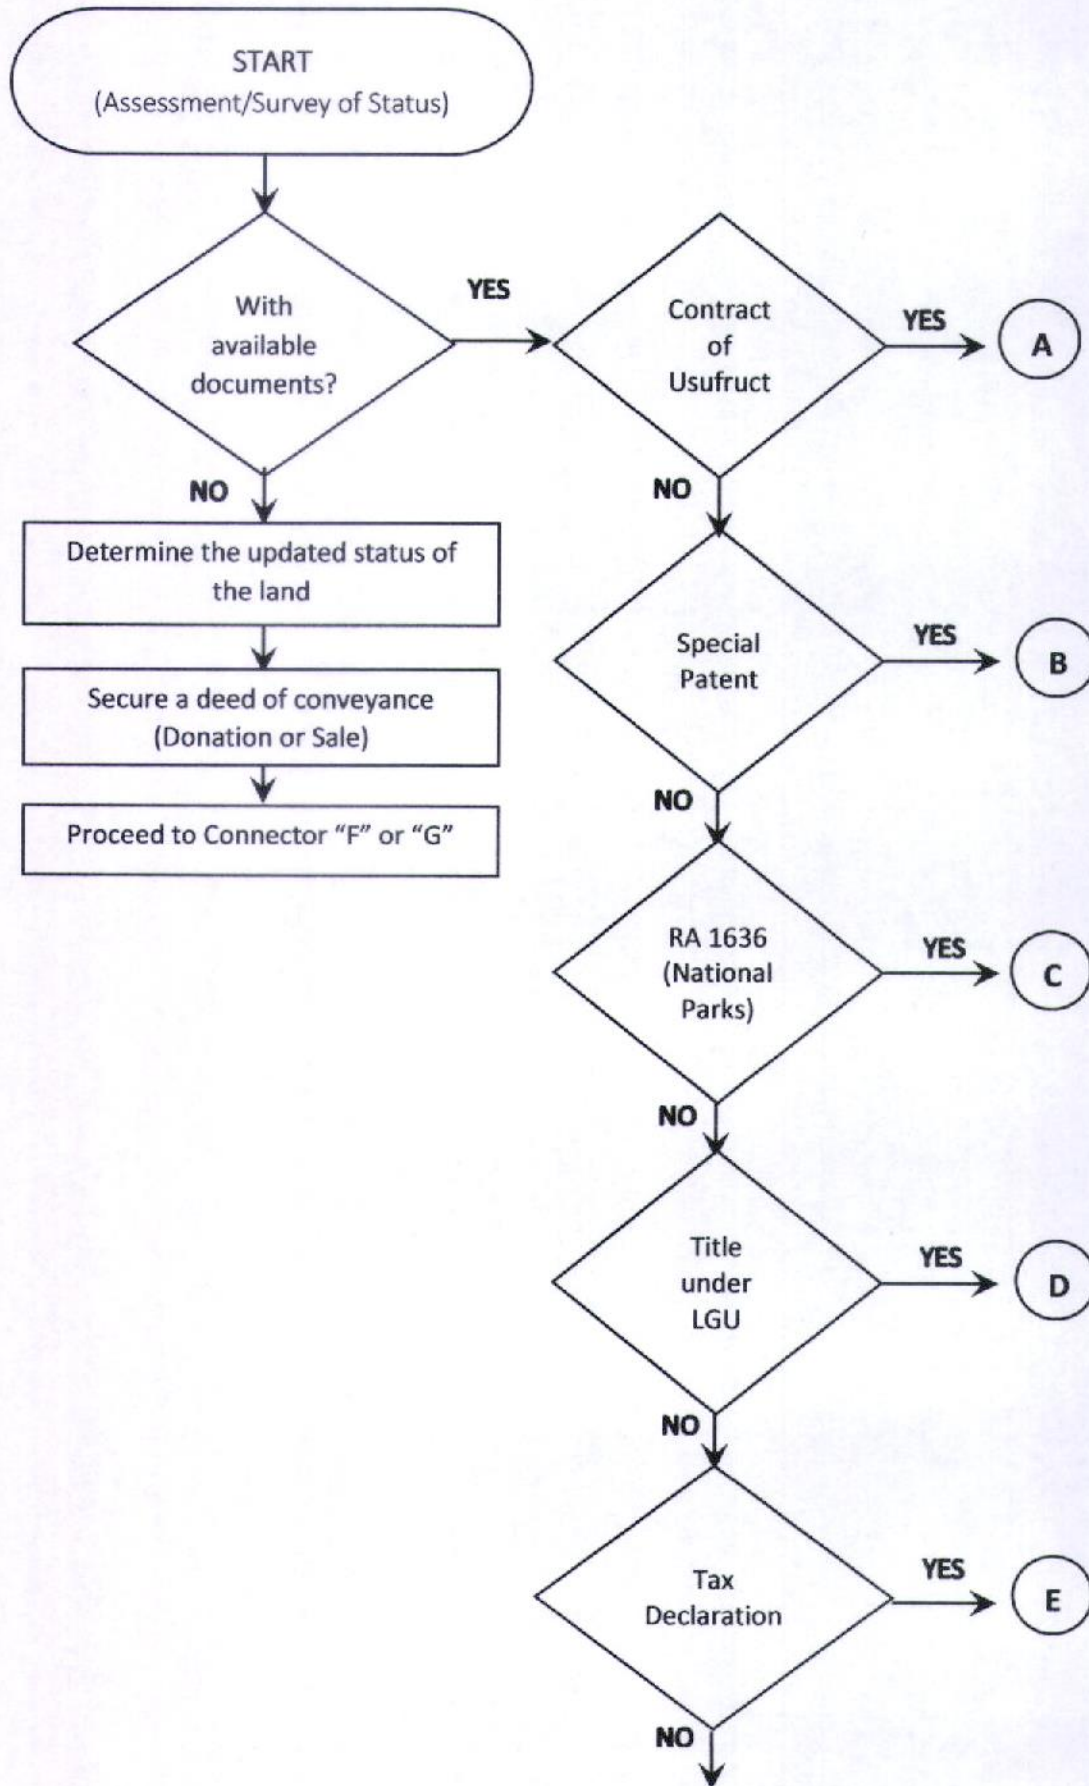 START
(Assessment/Survey of Status)
With
available
documents?
YES
Contract
of
Usufruct
YES
A
NO
Determine the updated status of
the land
Secure a deed of conveyance
(Donation or Sale)
Proceed to Connector “F” or “G”
NO
Special
Patent
YES
B
NO
RA 1636
(National
Parks)
YES
C
NO
Title
under
LGU
YES
D
NO
Tax
Declaration
YES
E
NO